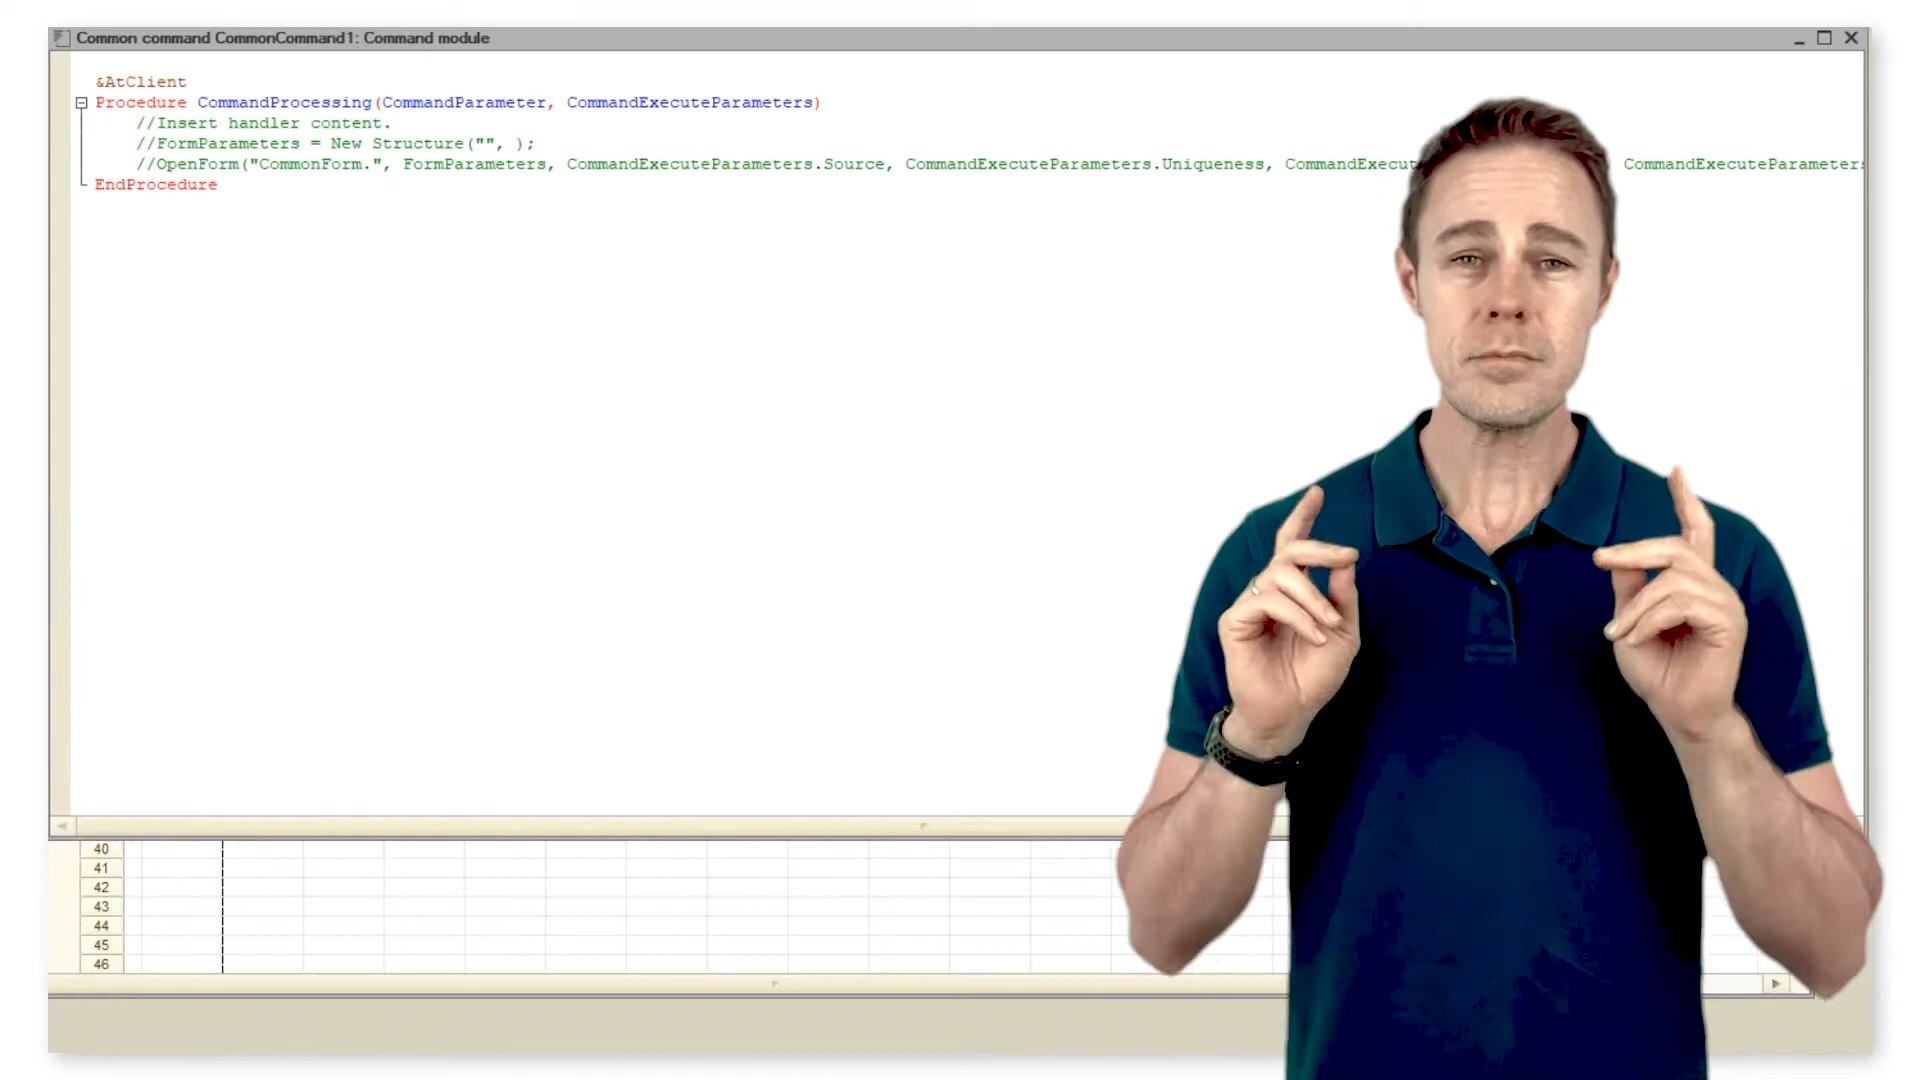 Common command CommonCommand1: Command module
&AtClient
Procedure CommandProcessing(CommandParameter, CommandExecuteParameters)
//Insert handler content.
//FormParameters = New Structure("", );
//OpenForm("CommonForm.", FormParameters, CommandExecuteParameters.Source, CommandExecuteParameters.Uniqueness, CommandExecut CommandExecuteParameters
EndProcedure
40
41
42
43
44
45
46